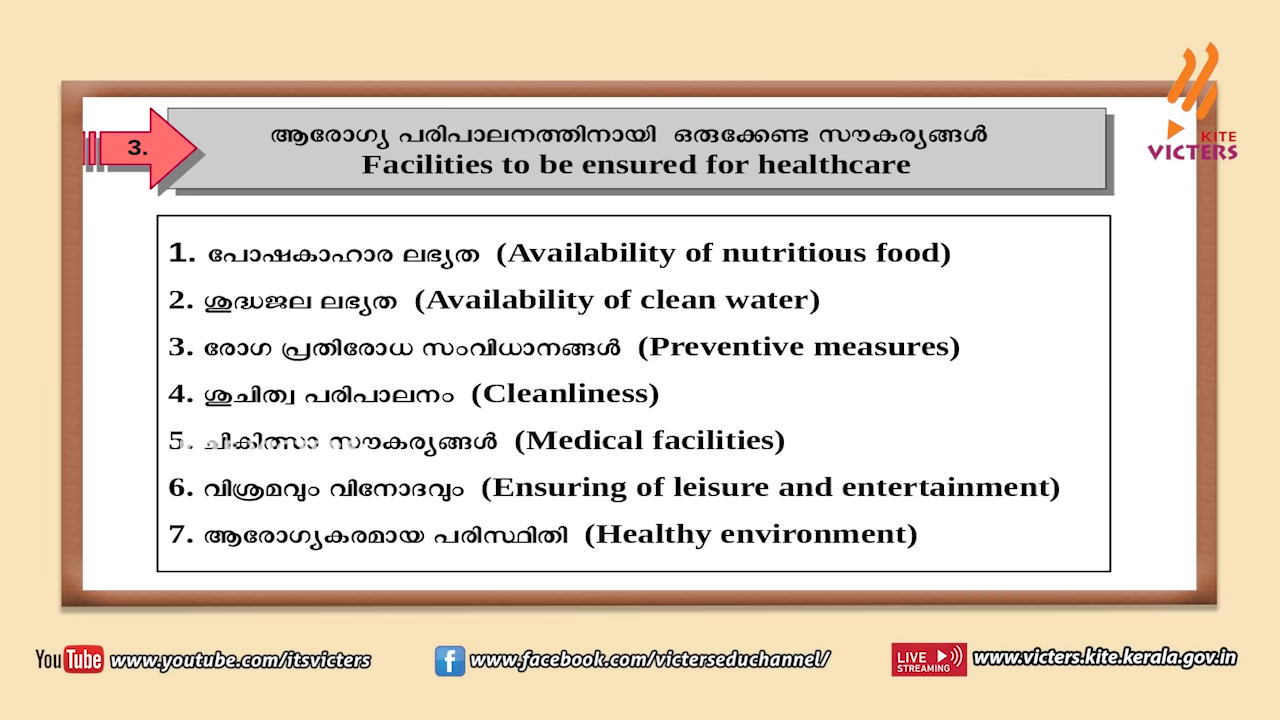 3.
ആരോഗ്യ പരിപാലനത്തിനായി ഒരുക്കേണ്ട സൗകര്യങ്ങൾ
Facilities to be ensured for healthcare
KITE
VICTERS
1. പോഷകാഹാര ലഭ്യത (Availability of nutritious food)
2. ശുദ്ധജല ലഭ്യത (Availability of clean water)
3. രോഗ പ്രതിരോധ സംവിധാനങ്ങൾ (Preventive measures)
4. ശുചിത്വ പരിപാലനം (Cleanliness)
5. ചികിത്സാ സൗകര്യങ്ങൾ (Medical facilities)
6. വിശ്രമവും വിനോദവും (Ensuring of leisure and entertainment)
7. ആരോഗ്യകരമായ പരിസ്ഥിതി (Healthy environment)
YouTube www.youtube.com/itsvicters
f www.facebook.com/victerseduchannel/
LIVE STREAMING www.victers.kite.kerala.gov.in